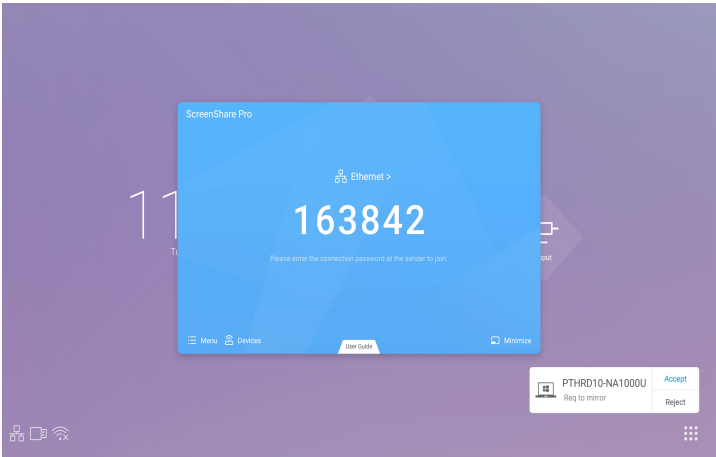 ScreenShare Pro
Ethernet >
163842
Please enter the connection password at the sender to join
11
Menu
Devices
User Guide
Minimize
PTHRD10-NA1000U
Req to mirror
Accept
Reject